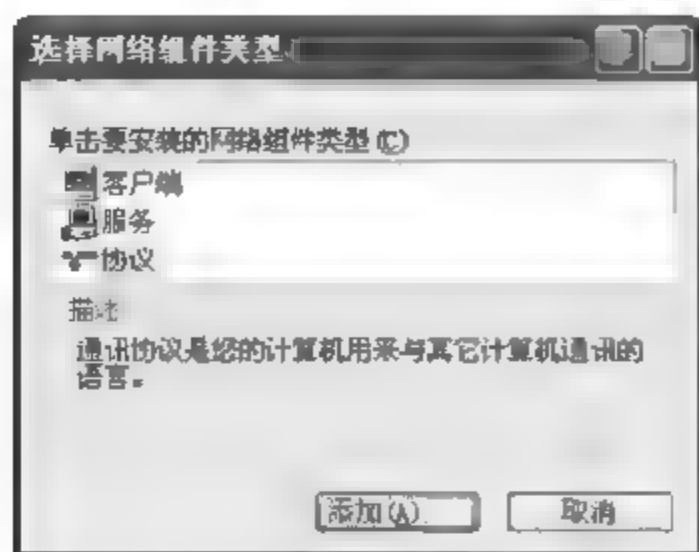 选择网络组件类型
单击要安装的网络组件类型(C)
客户端
服务
协议
描述
通讯协议是您的计算机用来与其它计算机通讯的
语言。
添加(A)
取消